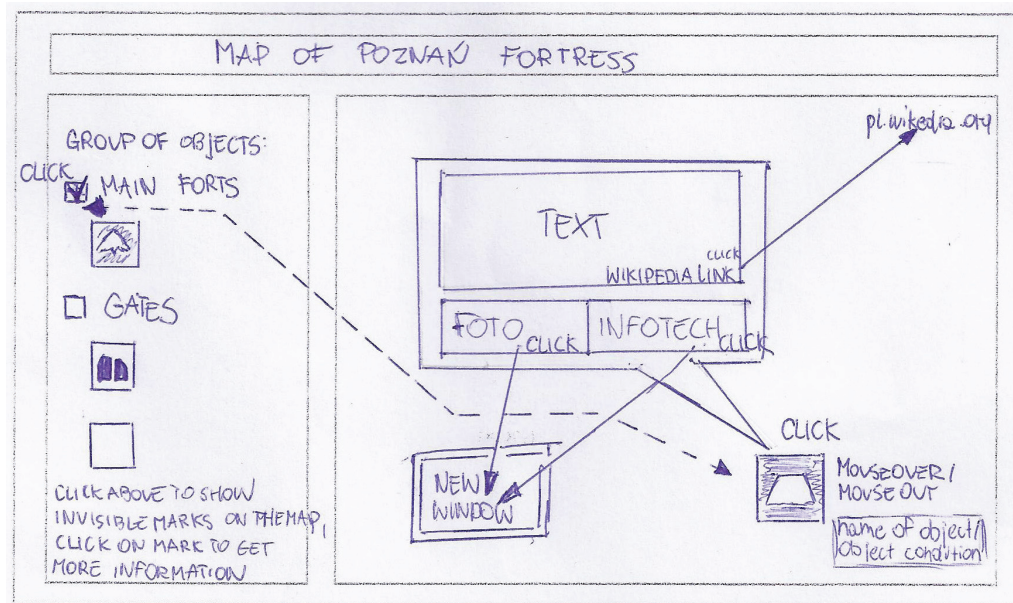 MAP OF POZNAŃ FORTRESS
GROUP OF OBJECTS:
CLICK
MAIN FORTS
GATES
CLICK ABOVE TO SHOW
INVISIBLE MARKS ON THE MAP,
CLICK ON MARK TO GET
MORE INFORMATION
pl.wikedia.org
TEXT
CLICK
WIKIPEDIA LINK
FOTO
CLICK
INFOTECH
CLICK
NEW
WINDOW
CLICK
MOUSEOVER/
MOUSE OUT
name of object/
object condition